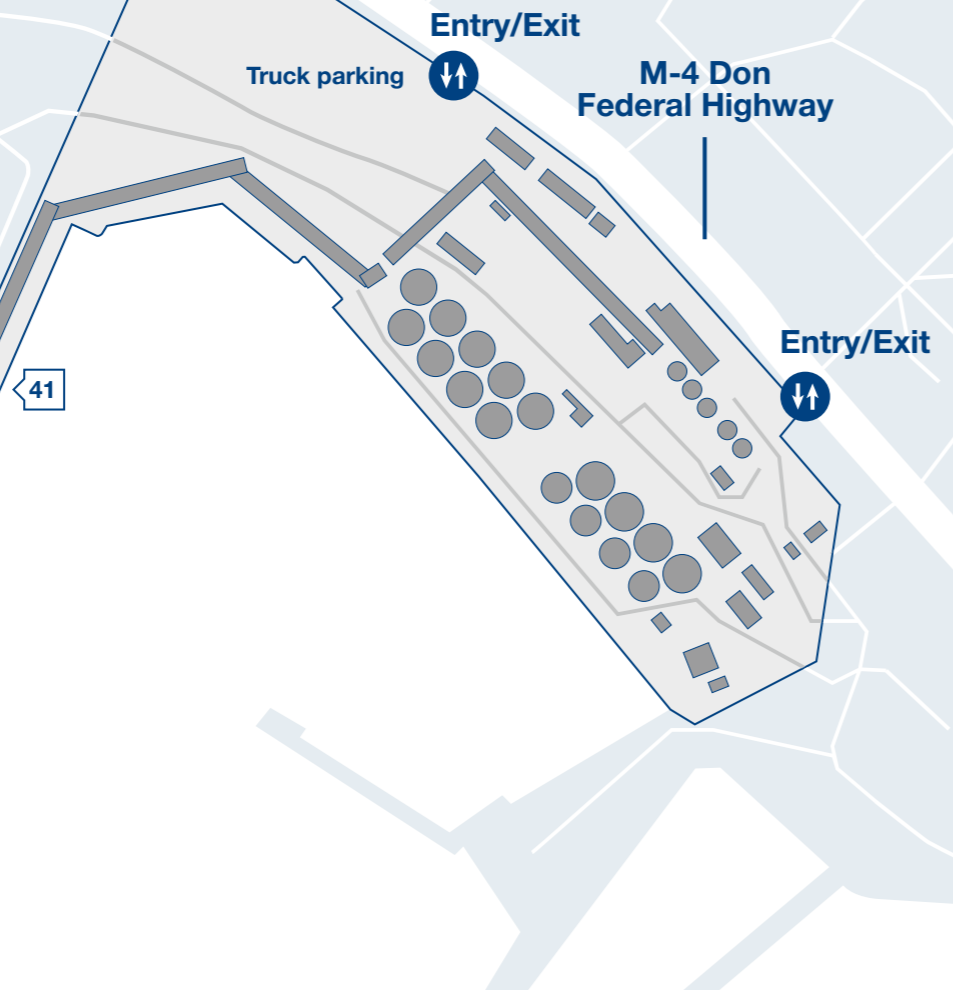 Entry/Exit
Truck parking
M-4 Don
Federal Highway
Entry/Exit
41